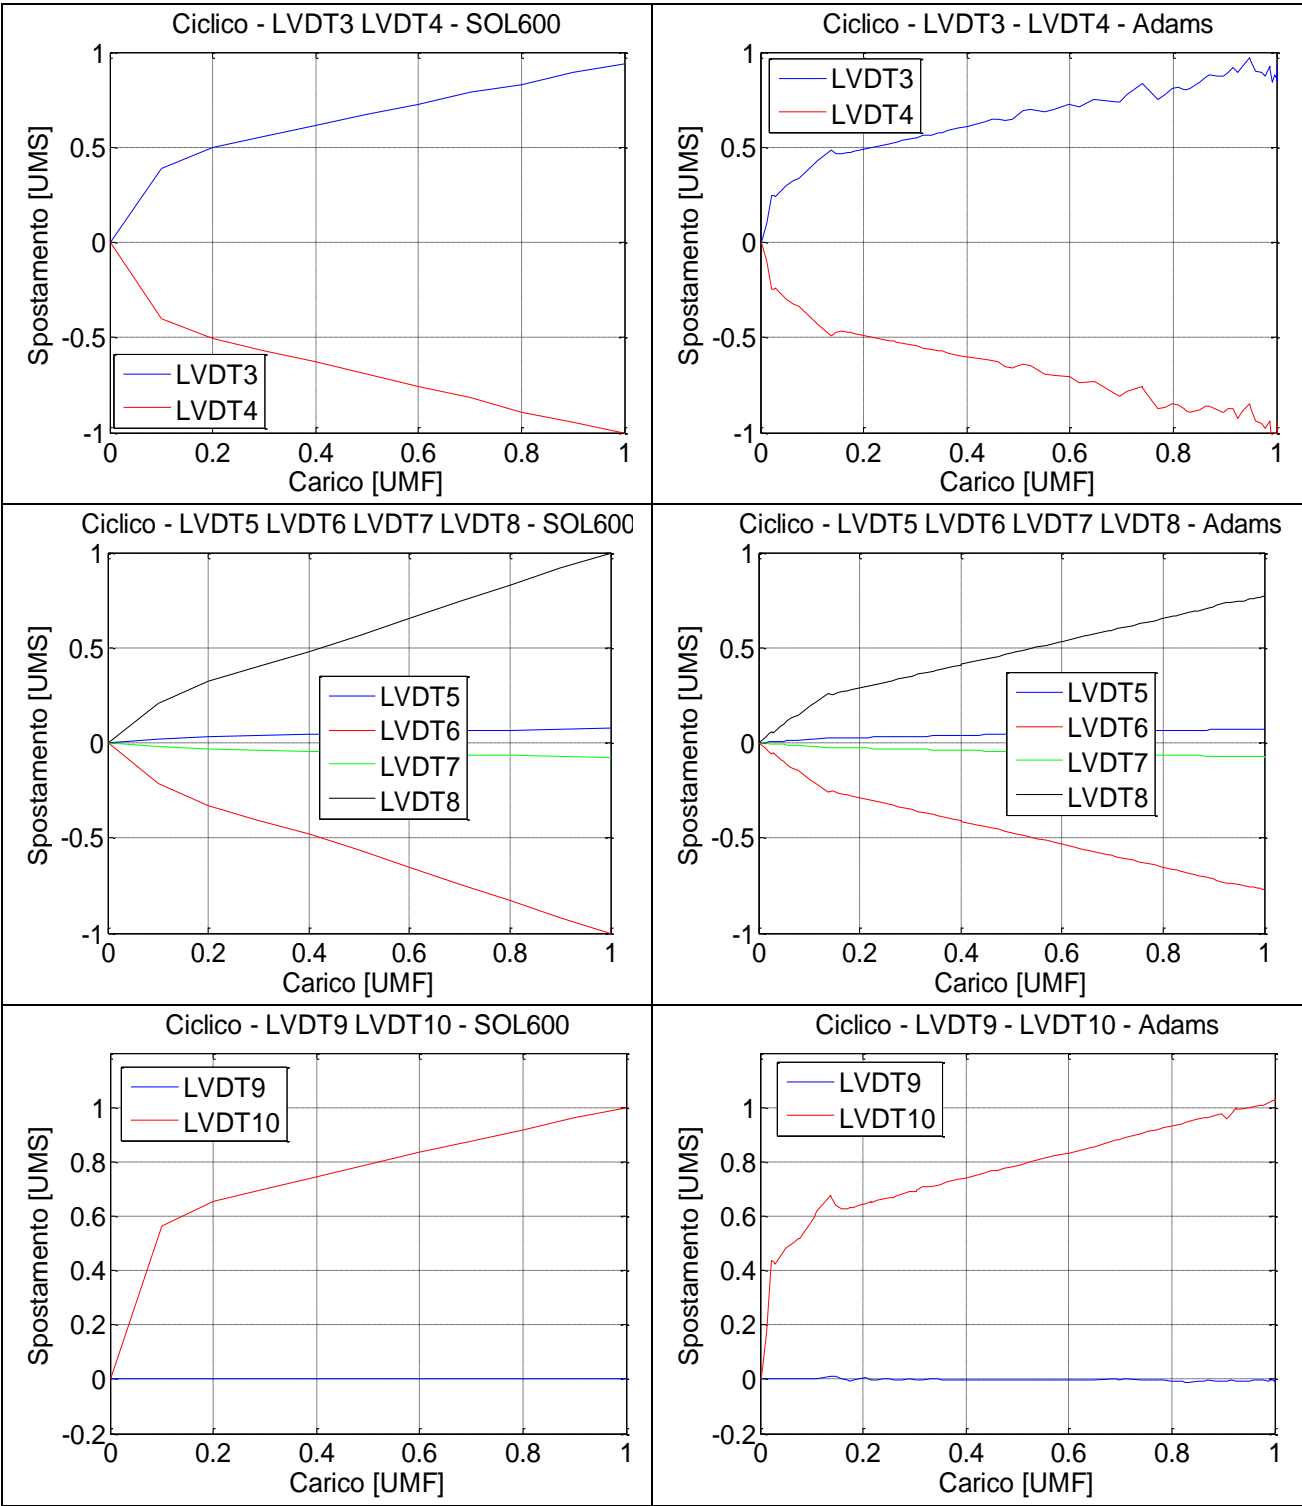 Ciclico - LVDT3 LVDT4 - SOL600
1
0.5
0
-0.5
-1
Spostamento [UMS]
LVDT3
LVDT4
0 0.2 0.4 0.6 0.8 1
Carico [UMF]
Ciclico - LVDT3 - LVDT4 - Adams
LVDT3
LVDT4
1
0.5
0
-0.5
-1
Spostamento [UMS]
0 0.2 0.4 0.6 0.8 1
Carico [UMF]
Ciclico - LVDT5 LVDT6 LVDT7 LVDT8 - SOL600
1
0.5
0
-0.5
-1
Spostamento [UMS]
LVDT5
LVDT6
LVDT7
LVDT8
0 0.2 0.4 0.6 0.8 1
Carico [UMF]
Ciclico - LVDT5 LVDT6 LVDT7 LVDT8 - Adams
1
0.5
0
-0.5
-1
Spostamento [UMS]
LVDT5
LVDT6
LVDT7
LVDT8
0 0.2 0.4 0.6 0.8 1
Carico [UMF]
Ciclico - LVDT9 LVDT10 - SOL600
LVDT9
LVDT10
1
0.8
0.6
0.4
0.2
0
-0.2
Spostamento [UMS]
0 0.2 0.4 0.6 0.8 1
Carico [UMF]
Ciclico - LVDT9 - LVDT10 - Adams
LVDT9
LVDT10
1
0.8
0.6
0.4
0.2
0
-0.2
Spostamento [UMS]
0 0.2 0.4 0.6 0.8 1
Carico [UMF]